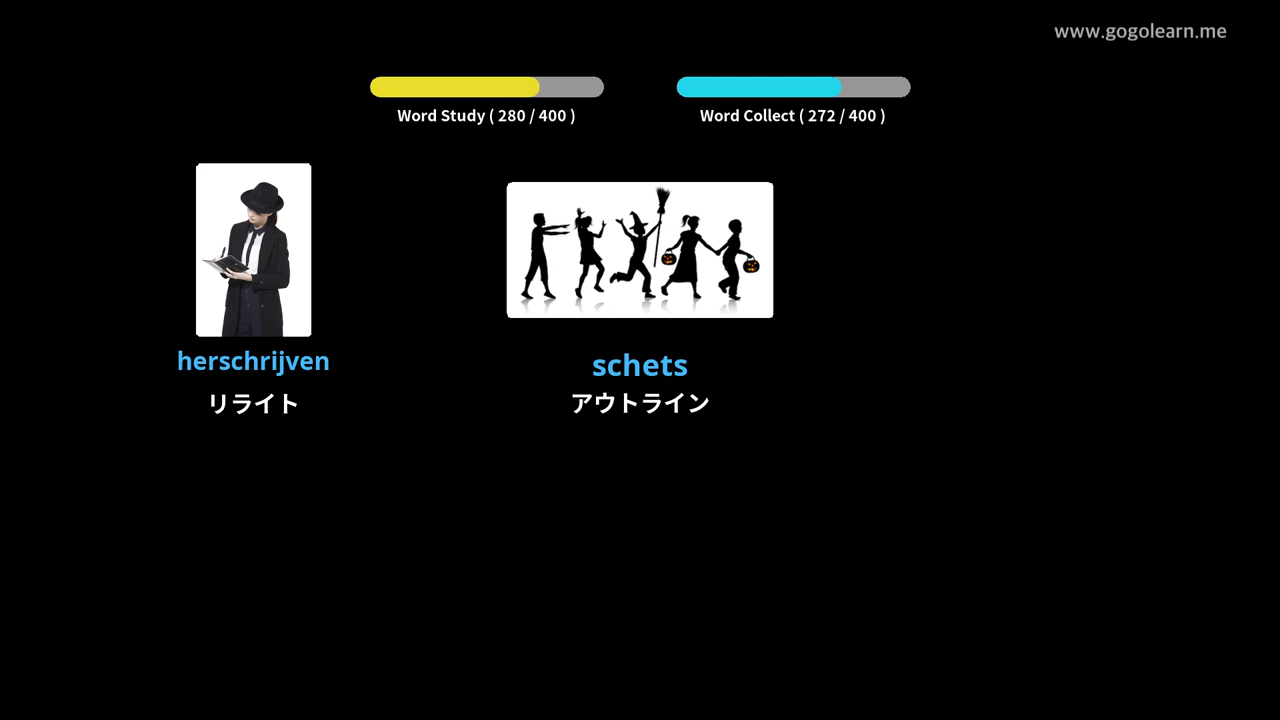 www.gogolearn.me
Word Study ( 280 / 400 )
Word Collect ( 272 / 400 )
herschrijven
リライト
schets
アウトライン